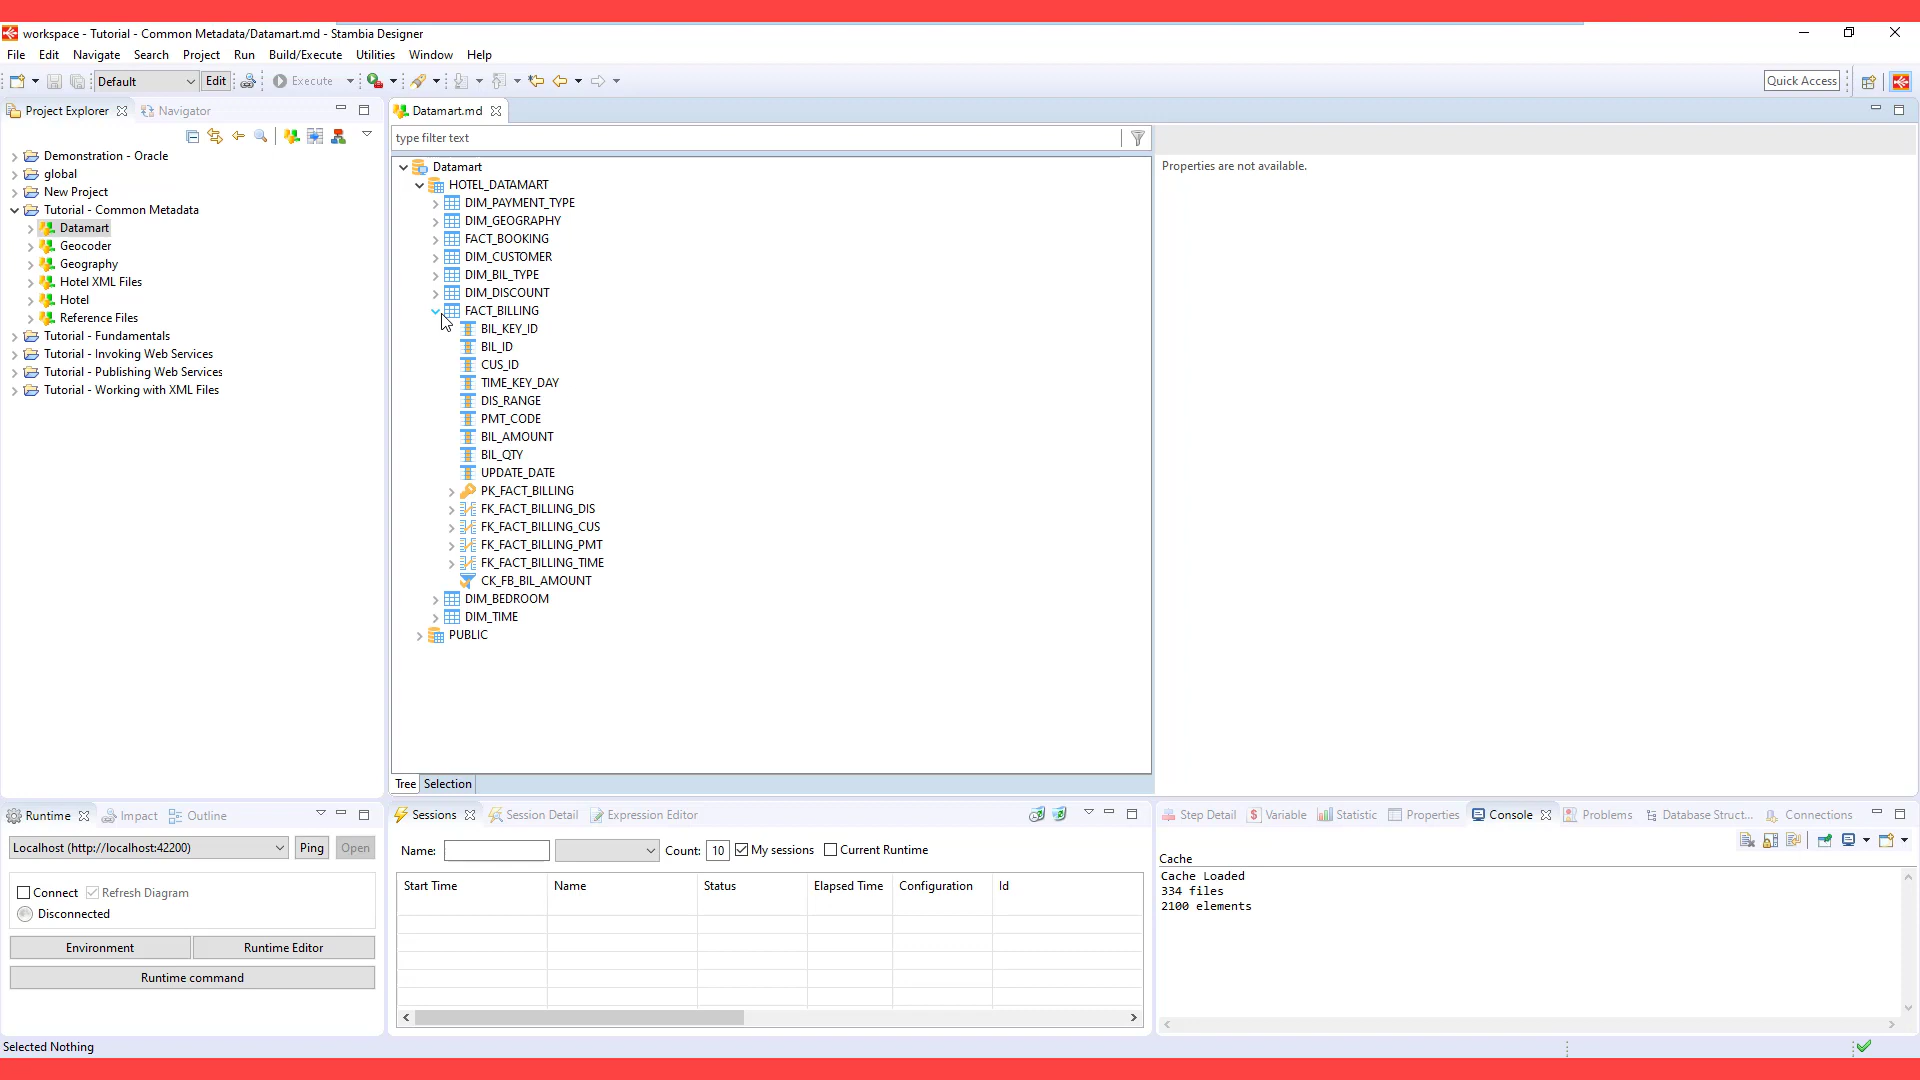 workspace - Tutorial - Common Metadata/Datamart.md - Stambia Designer
File Edit Navigate Search Project Run Build/Execute Utilities Window Help
Default Edit Execute Quick Access
Project Explorer Navigator
Demonstration - Oracle
global
New Project
Tutorial - Common Metadata
Datamart
Geocoder
Geography
Hotel XML Files
Hotel
Reference Files
Tutorial - Fundamentals
Tutorial - Invoking Web Services
Tutorial - Publishing Web Services
Tutorial - Working with XML Files
Datamart.md
type filter text
Datamart
HOTEL_DATAMART
DIM_PAYMENT_TYPE
DIM_GEOGRAPHY
FACT_BOOKING
DIM_CUSTOMER
DIM_BIL_TYPE
DIM_DISCOUNT
FACT_BILLING
BIL_KEY_ID
BIL_ID
CUS_ID
TIME_KEY_DAY
DIS_RANGE
PMT_CODE
BIL_AMOUNT
BIL_QTY
UPDATE_DATE
PK_FACT_BILLING
FK_FACT_BILLING_DIS
FK_FACT_BILLING_CUS
FK_FACT_BILLING_PMT
FK_FACT_BILLING_TIME
CK_FB_BIL_AMOUNT
DIM_BEDROOM
DIM_TIME
PUBLIC
Tree Selection
Properties are not available.
Runtime Impact Outline
Localhost (http://localhost:42200) Ping Open
Connect Refresh Diagram
Disconnected
Environment Runtime Editor
Runtime command
Sessions Session Detail Expression Editor
Name: Count: 10 My sessions Current Runtime
Start Time Name Status Elapsed Time Configuration Id
Step Detail Variable Statistic Properties Console Problems Database Struct... Connections
Cache
Cache Loaded
334 files
2100 elements
Selected Nothing